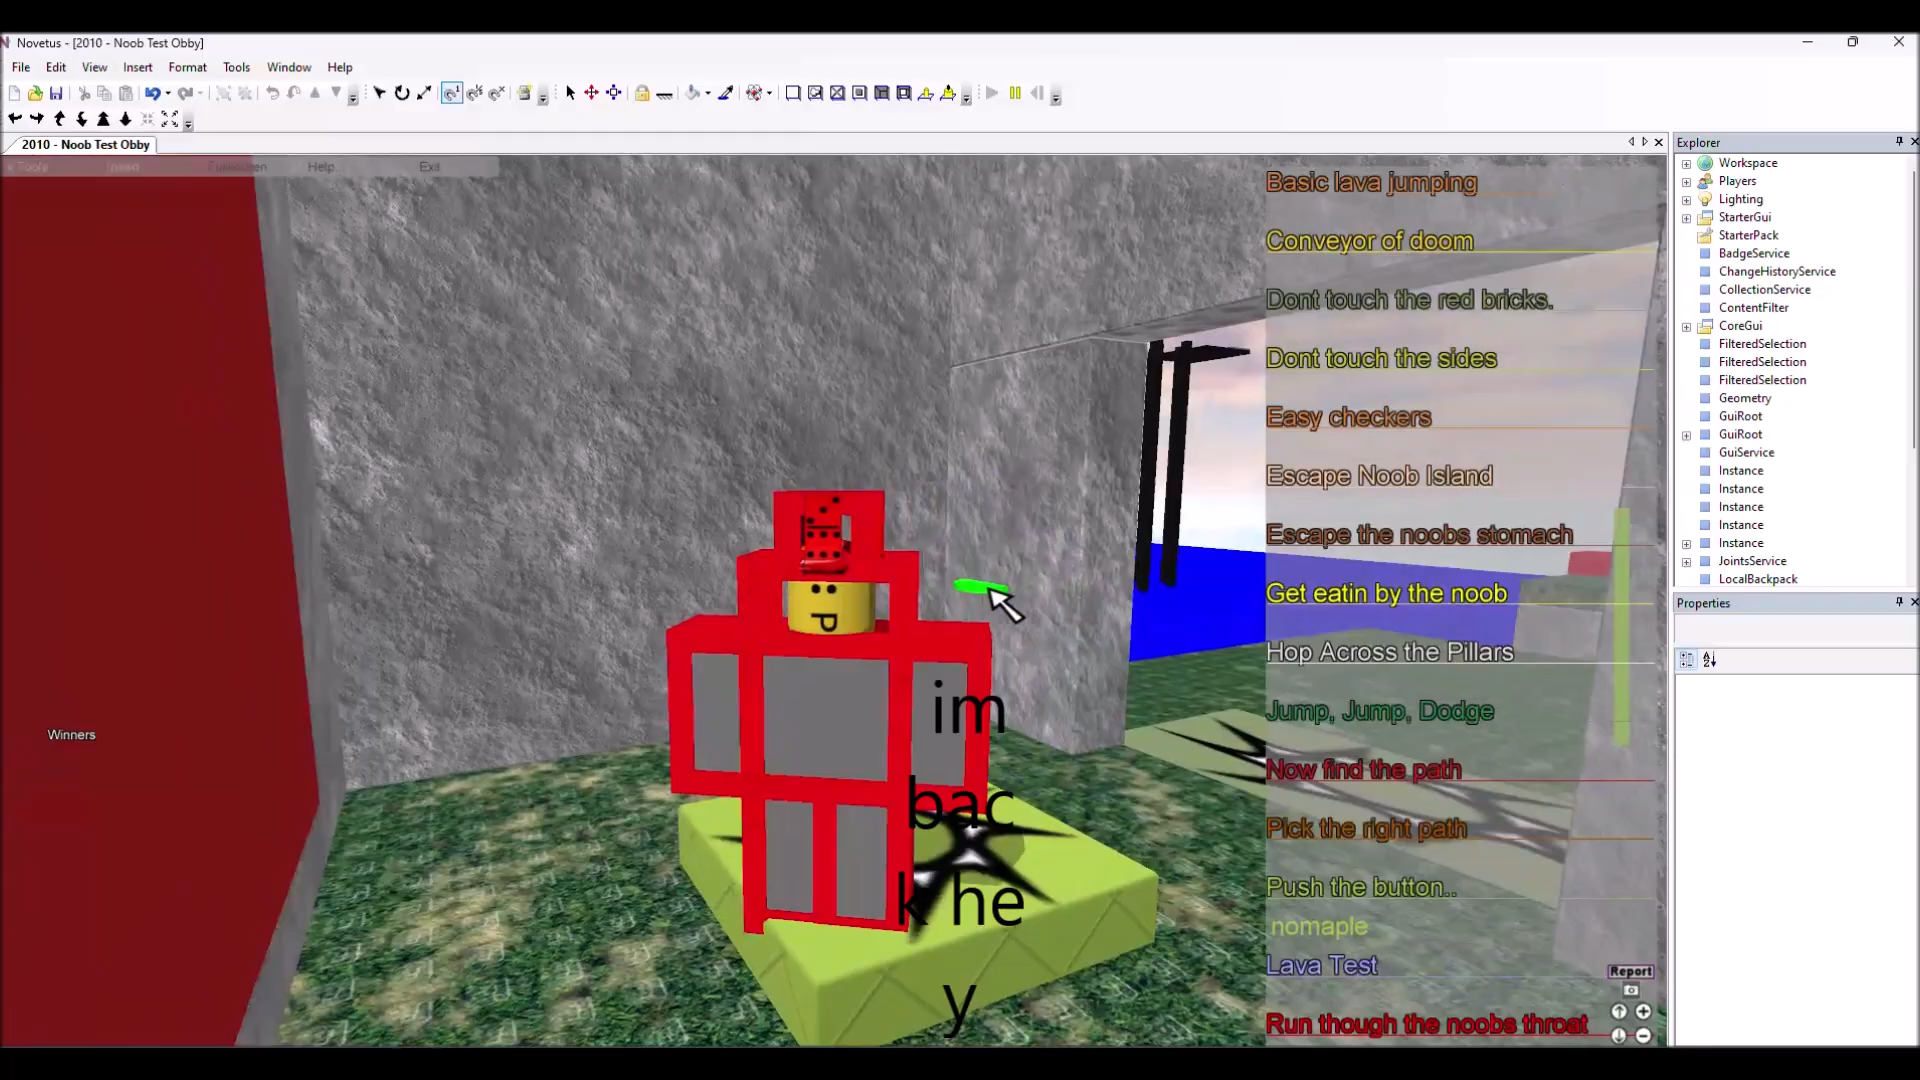 Novetus - [2010 - Noob Test Obby]
File Edit View Insert Format Tools Window Help
2010 - Noob Test Obby
Tools Insert Fullscreen Help Exit
Winners
im
bac
k he
y
Basic lava jumping
Conveyor of doom
Dont touch the red bricks.
Dont touch the sides
Easy checkers
Escape Noob Island
Escape the noobs stomach
Get eatin by the noob
Hop Across the Pillars
Jump, Jump, Dodge
Now find the path
Pick the right path
Push the button..
nomaple
Lava Test
Run though the noobs throat
Report
Explorer
Workspace
Players
Lighting
StarterGui
StarterPack
BadgeService
ChangeHistoryService
CollectionService
ContentFilter
CoreGui
FilteredSelection
FilteredSelection
FilteredSelection
Geometry
GuiRoot
GuiRoot
GuiService
Instance
Instance
Instance
Instance
Instance
JointsService
LocalBackpack
Properties